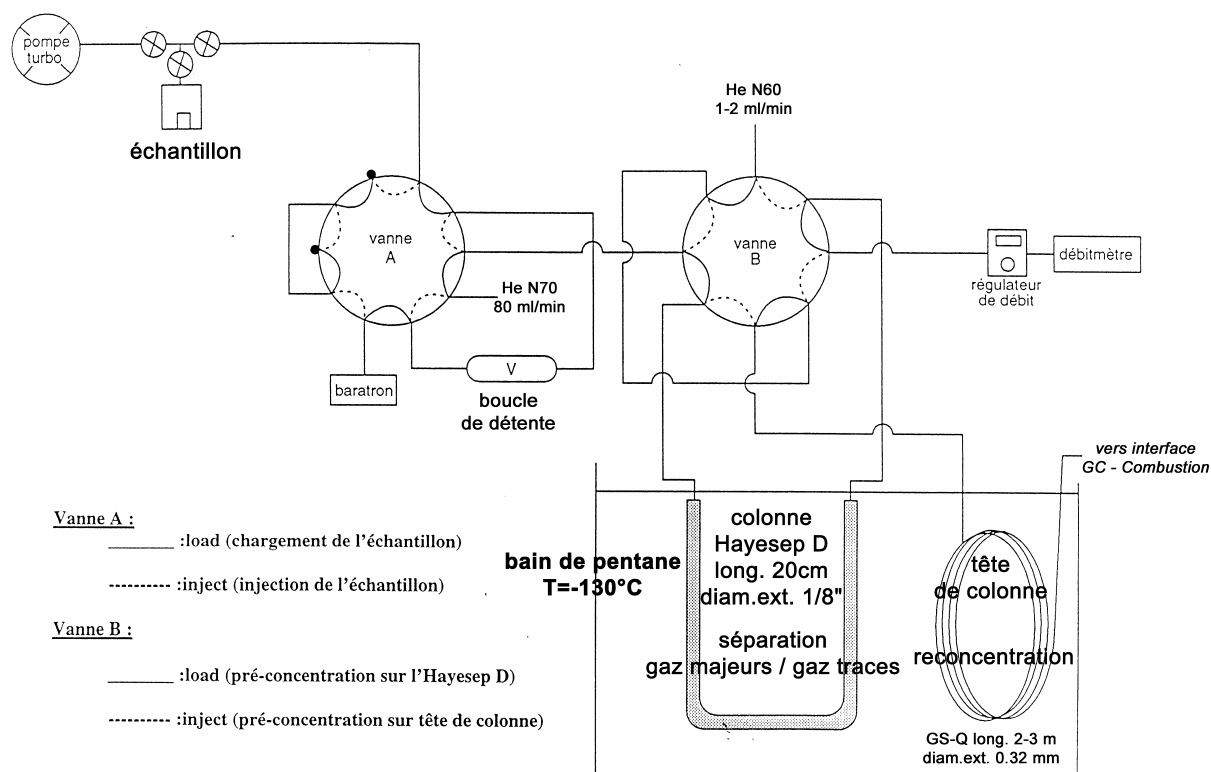 pompe
turbo
échantillon
He N60
1-2 ml/min
vanne
A
vanne
B
He N70
80 ml/min
régulateur
de débit
débitmètre
baratron
V
boucle
de détente
vers interface
GC - Combustion
Vanne A :
:load (chargement de l'échantillon)
:inject (injection de l'échantillon)
Vanne B :
:load (pré-concentration sur l'Hayesep D)
:inject (pré-concentration sur tête de colonne)
bain de pentane
T=-130°C
colonne
Hayesep D
long. 20cm
diam.ext. 1/8"
séparation
gaz majeurs / gaz traces
tête
de colonne
reconcentration
GS-Q long. 2-3 m
diam.ext. 0.32 mm